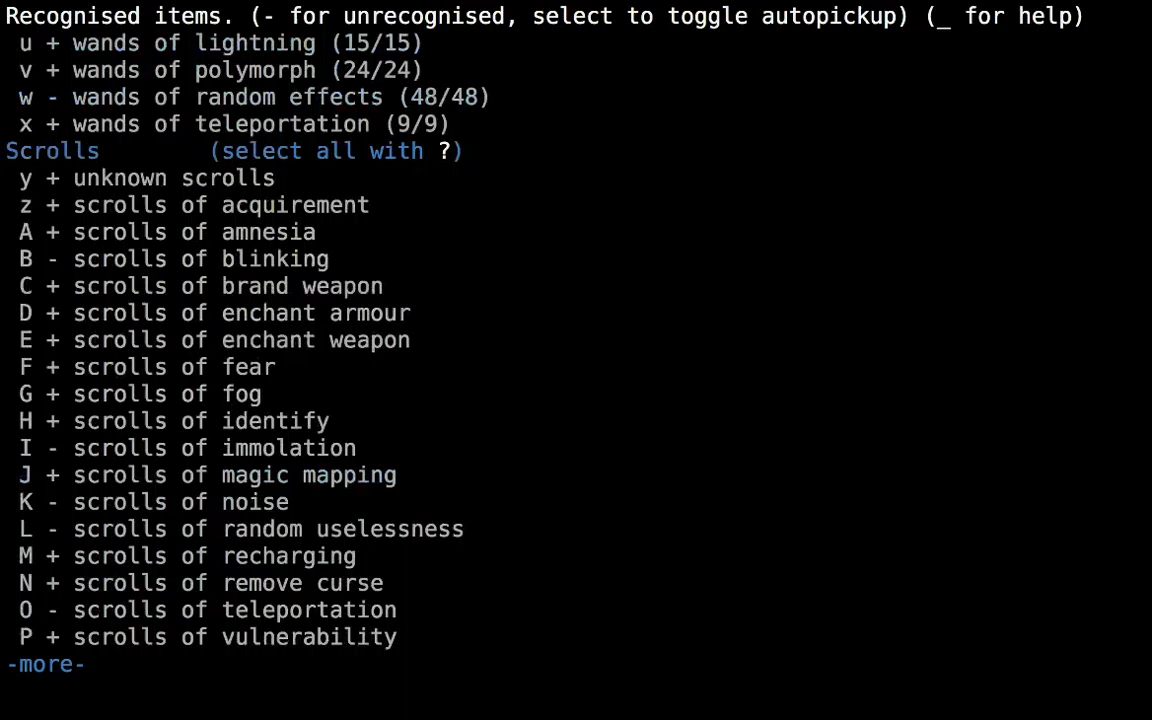 Recognised items. (- for unrecognised, select to toggle autopickup) (_ for help)
u + wands of lightning (15/15)
v + wands of polymorph (24/24)
w - wands of random effects (48/48)
x + wands of teleportation (9/9)
Scrolls (select all with ?)
y + unknown scrolls
z + scrolls of acquirement
A + scrolls of amnesia
B - scrolls of blinking
C + scrolls of brand weapon
D + scrolls of enchant armour
E + scrolls of enchant weapon
F + scrolls of fear
G + scrolls of fog
H + scrolls of identify
I - scrolls of immolation
J + scrolls of magic mapping
K - scrolls of noise
L - scrolls of random uselessness
M + scrolls of recharging
N + scrolls of remove curse
O - scrolls of teleportation
P + scrolls of vulnerability
-more-